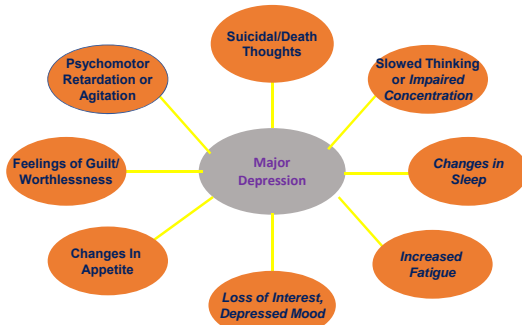 Suicidal/Death
Thoughts
Psychomotor
Retardation or
Agitation
Slowed Thinking
or Impaired
Concentration
Feelings of Guilt/
Worthlessness
Major
Depression
Changes in
Sleep
Changes In
Appetite
Increased
Fatigue
Loss of Interest,
Depressed Mood